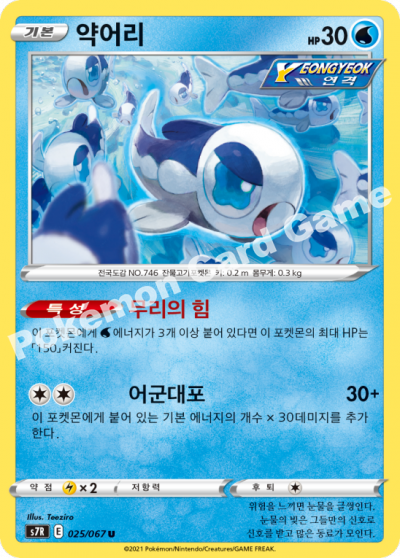 기본 약어리 HP 30
YEONGYEOK
연격
전국도감 NO.746 잔물고기포켓몬 키: 0.2 m 몸무게: 0.3 kg
특성 무리의 힘
이 포켓몬에게 에너지가 3개 이상 붙어 있다면 이 포켓몬의 최대 HP는
「150」커진다.
어군대포 30+
이 포켓몬에게 붙어 있는 기본 에너지의 개수 × 30데미지를 추가
한다.
약점 ×2 저항력 후퇴
Illus. Teeziro
s7R E 025/067 U
위험을 느끼면 눈물을 글썽인다.
눈물의 빛은 그들만의 신호로
신호를 받고 많은 동료가 모인다.
©2021 Pokémon/Nintendo/Creatures/GAME FREAK.
Pokémon Card Game